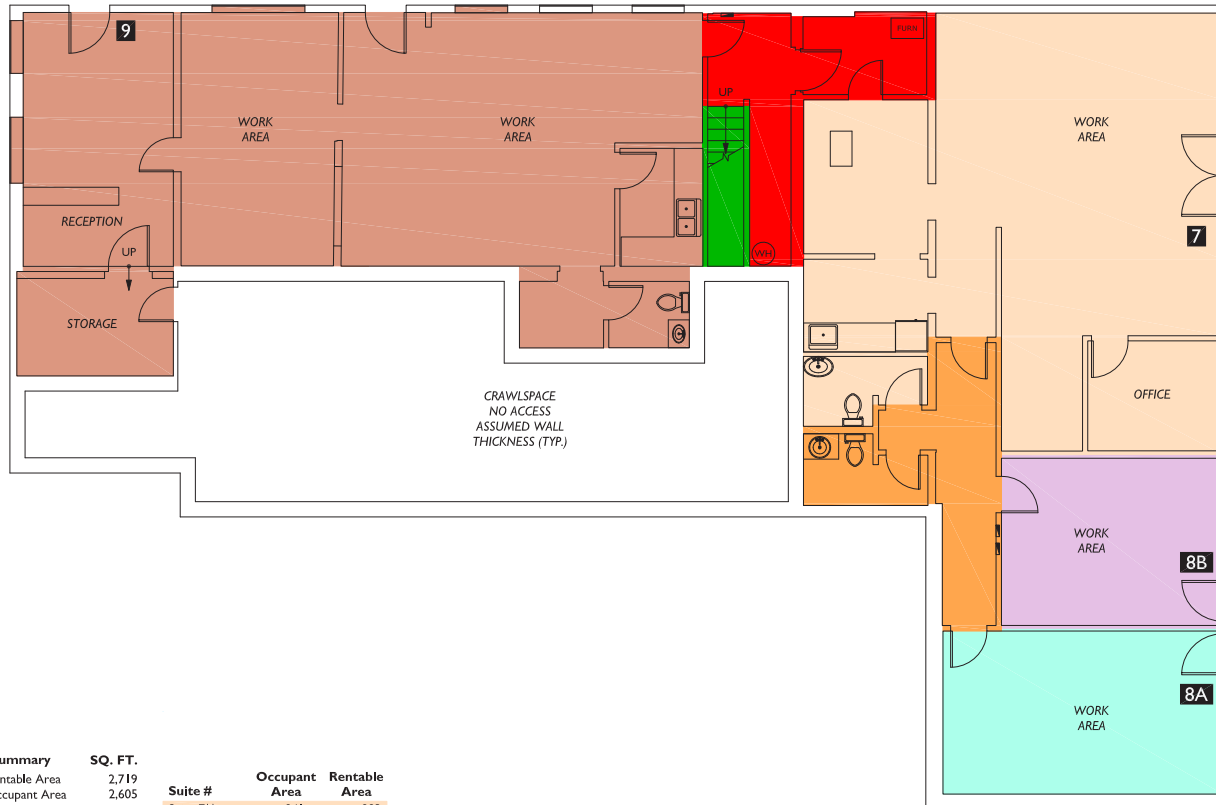 9
FURN
UP
WORK
AREA
WORK
AREA
WORK
AREA
RECEPTION
UP
7
WH
STORAGE
OFFICE
CRAWLSPACE
NO ACCESS
ASSUMED WALL
THICKNESS (TYP.)
WORK
AREA
8B
8A
WORK
AREA
ummary SQ. FT.
ntable Area 2,719
ccupant Area 2,605
Suite # Occupant Area Rentable Area